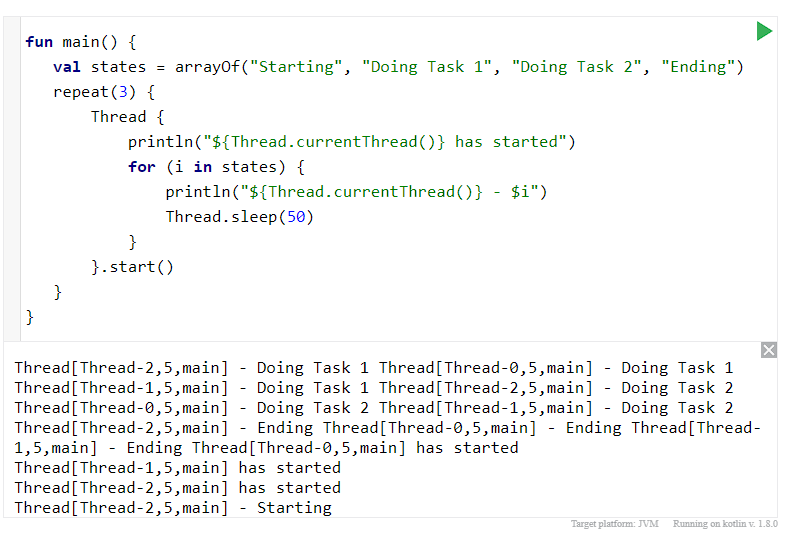 fun main() {
   val states = arrayOf("Starting", "Doing Task 1", "Doing Task 2", "Ending")
   repeat(3) {
       Thread {
           println("${Thread.currentThread()} has started")
           for (i in states) {
               println("${Thread.currentThread()} - $i")
               Thread.sleep(50)
           }
       }.start()
   }
}
Thread[Thread-2,5,main] - Doing Task 1 Thread[Thread-0,5,main] - Doing Task 1
Thread[Thread-1,5,main] - Doing Task 1 Thread[Thread-2,5,main] - Doing Task 2
Thread[Thread-0,5,main] - Doing Task 2 Thread[Thread-1,5,main] - Doing Task 2
Thread[Thread-2,5,main] - Ending Thread[Thread-0,5,main] - Ending Thread[Thread-
1,5,main] - Ending Thread[Thread-0,5,main] has started
Thread[Thread-1,5,main] has started
Thread[Thread-2,5,main] has started
Thread[Thread-2,5,main] - Starting
Target platform: JVM Running on kotlin v. 1.8.0